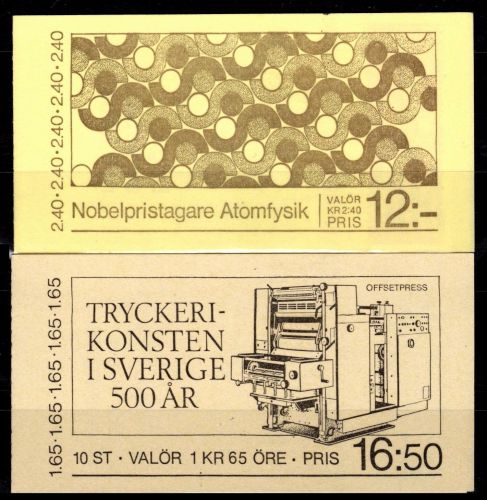 2.40 · 2.40 · 2.40 · 2.40 · 2.40
Nobelpristagare Atomfysik
VALÖR
KR 2:40
PRIS
12:-
1.65 · 1.65 · 1.65 · 1.65 · 1.65
TRYCKERI-
KONSTEN
I SVERIGE
500 ÅR
OFFSETPRESS
10 ST · VALÖR 1 KR 65 ÖRE · PRIS 16:50